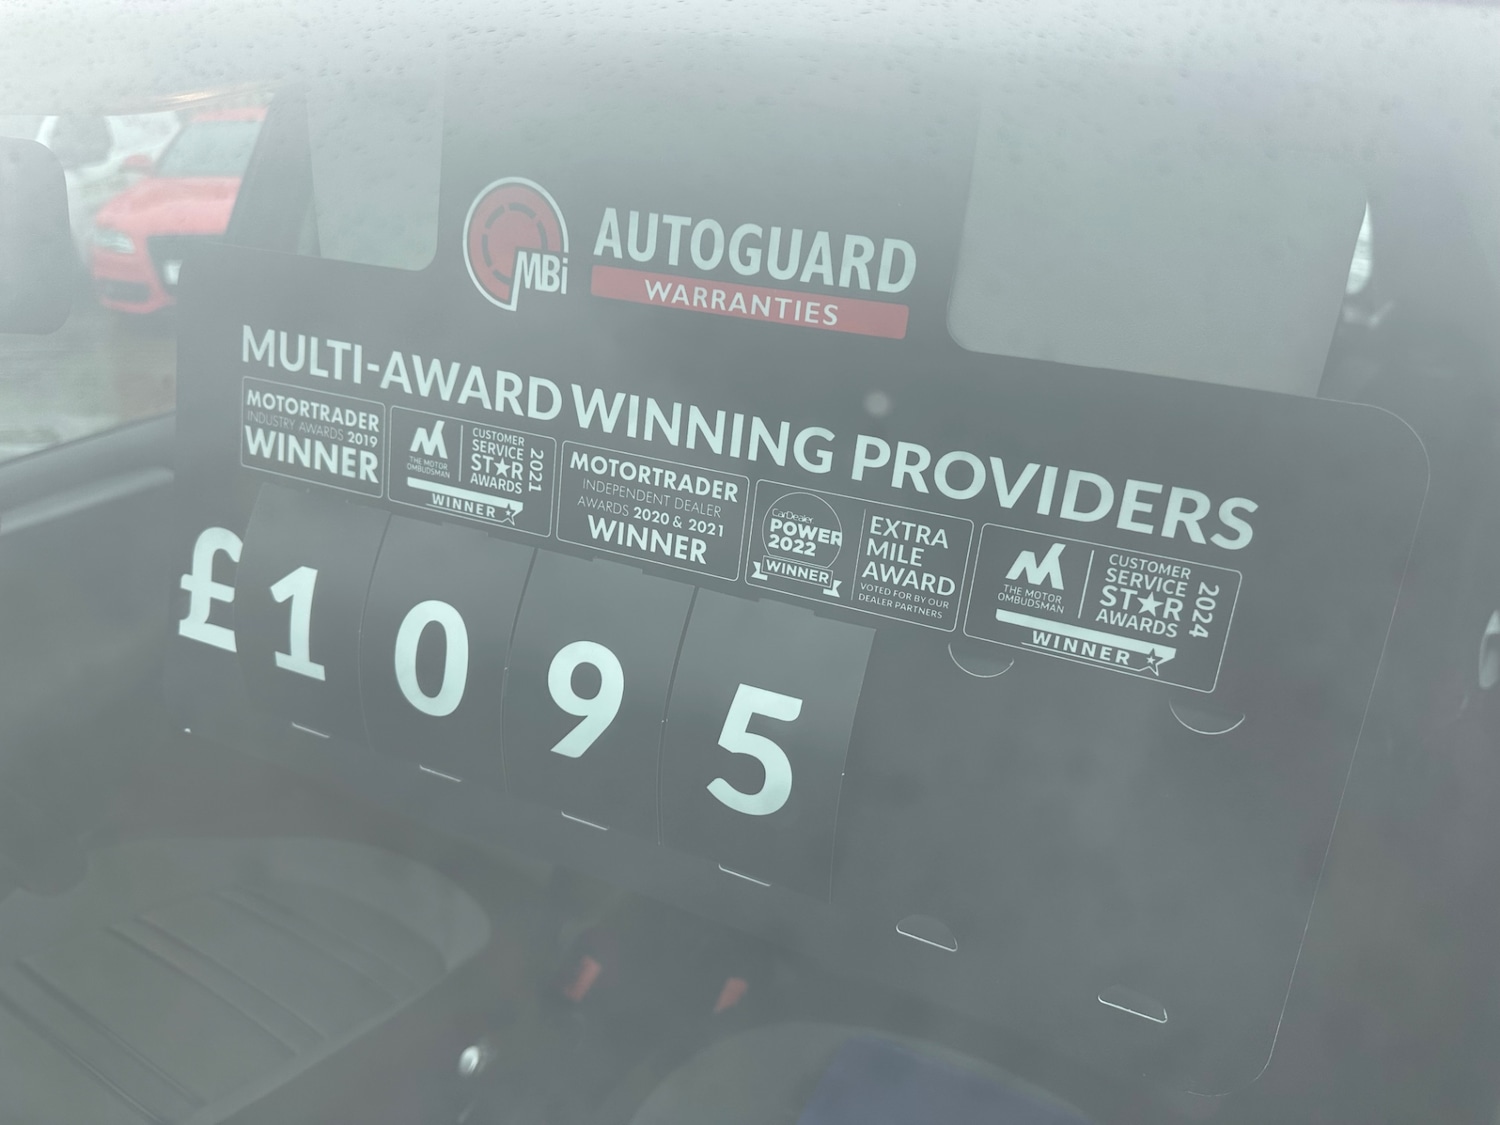 MBi
AUTOGUARD
WARRANTIES
MULTI-AWARD WINNING PROVIDERS
MOTORTRADER
INDUSTRY AWARDS 2019
WINNER
THE MOTOR
OMBUDSMAN
CUSTOMER
SERVICE
ST★R
AWARDS
2021
WINNER
MOTORTRADER
INDEPENDENT DEALER
AWARDS 2020 & 2021
WINNER
CarDealer
POWER
2022
WINNER
EXTRA
MILE
AWARD
VOTED FOR BY OUR
DEALER PARTNERS
THE MOTOR
OMBUDSMAN
CUSTOMER
SERVICE
ST★R
AWARDS
2024
WINNER
£1095